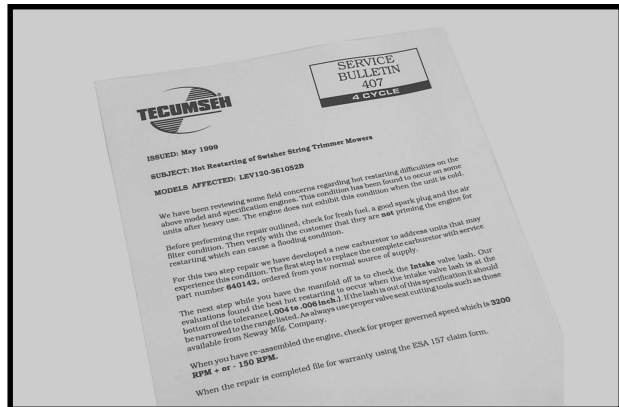 TECUMSEH
SERVICE
BULLETIN
407
4 CYCLE
ISSUED: May 1999
SUBJECT: Hot Restarting of Swisher String Trimmer Mowers
MODELS AFFECTED: LEV120-361052B
We have been reviewing some field concerns regarding hot restarting difficulties on the
above model and specification engines. This condition has been found to occur on some
units after heavy use. The engine does not exhibit this condition when the unit is cold.
Before performing the repair outlined, check for fresh fuel, a good spark plug and the air
filter condition. Then verify with the customer that they are not priming the engine for
restarting which can cause a flooding condition.
For this two step repair we have developed a new carburetor to address units that may
experience this condition. The first step is to replace the complete carburetor with service
part number 640142, ordered from your normal source of supply.
The next step while you have the manifold off is to check the Intake valve lash. Our
evaluations found the best hot restarting to occur when the intake valve lash is at the
bottom of the tolerance (.004 to .006 inch.). If the lash is out of this specification it should
be narrowed to the range listed. As always use proper valve seat cutting tools such as those
available from Neway Mfg. Company.
When you have re-assembled the engine, check for proper governed speed which is 3200
RPM + or - 150 RPM.
When the repair is completed file for warranty using the ESA 157 claim form.